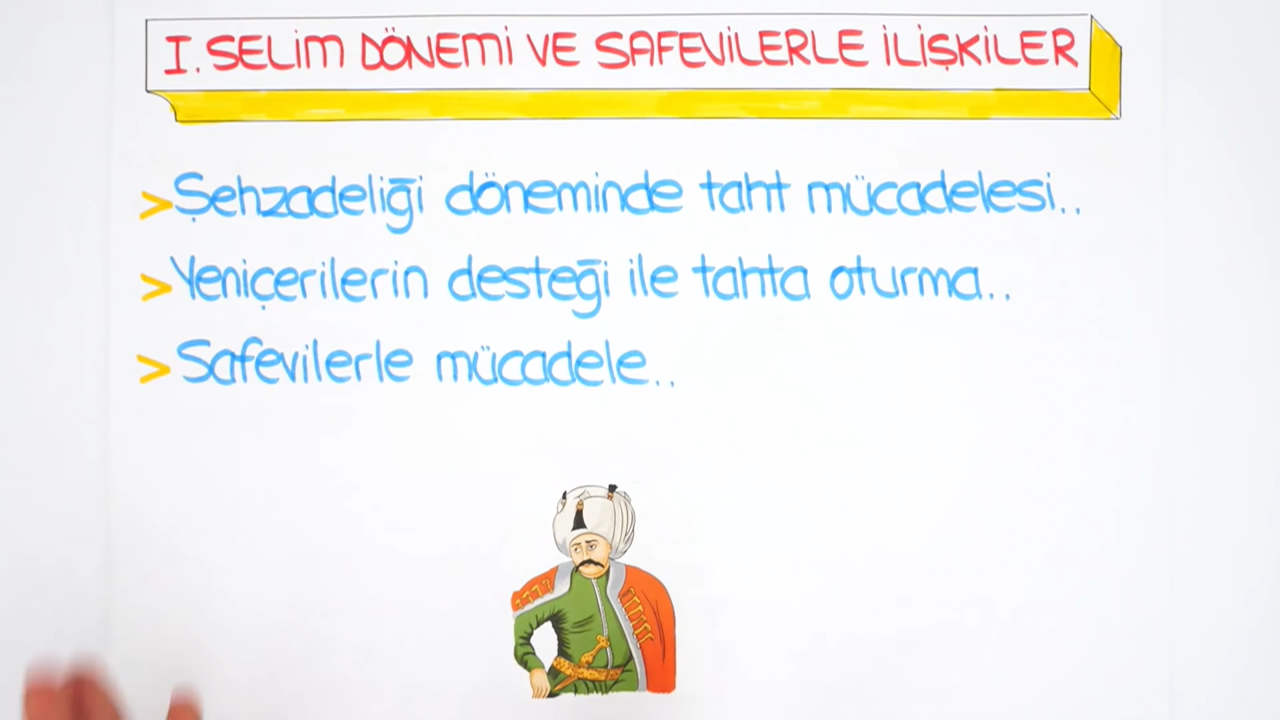 I. SELİM DÖNEMİ VE SAFEVİLERLE İLİŞKİLER
> Şehzadeliği döneminde taht mücadelesi..
> Yeniçerilerin desteği ile tahta oturma..
> Safevilerle mücadele..